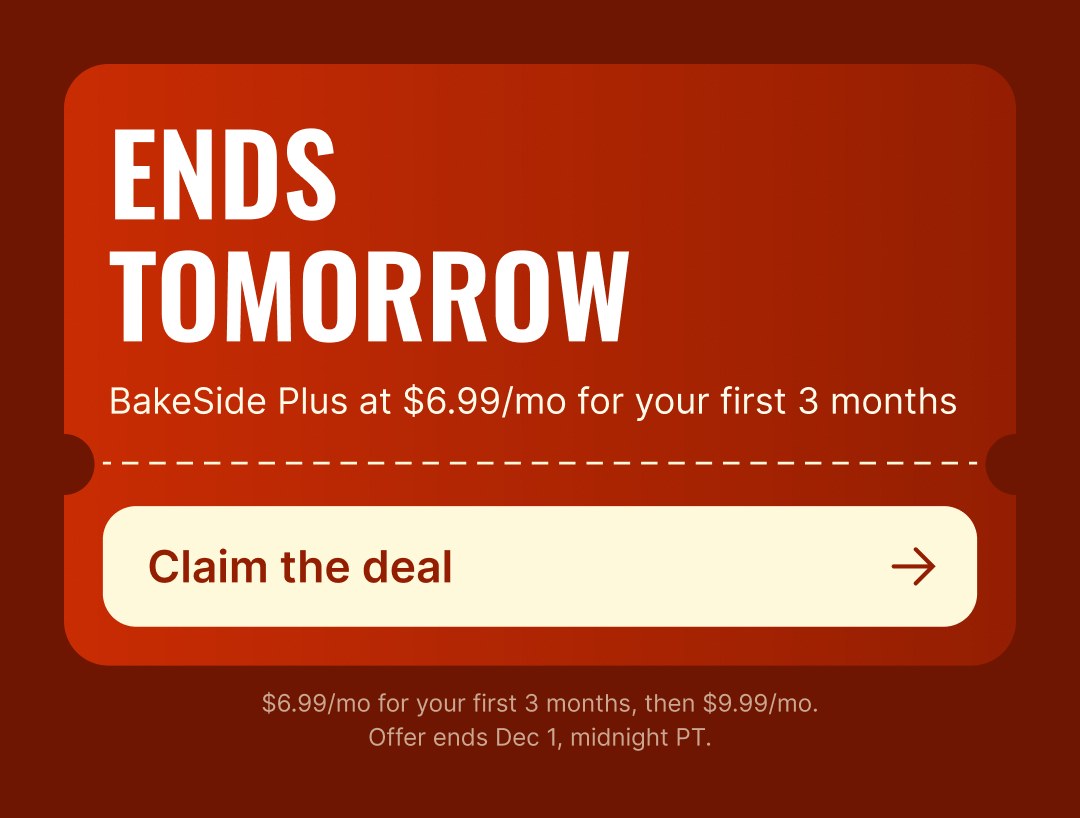 ENDS
TOMORROW
BakeSide Plus at $6.99/mo for your first 3 months
Claim the deal
$6.99/mo for your first 3 months, then $9.99/mo.
Offer ends Dec 1, midnight PT.